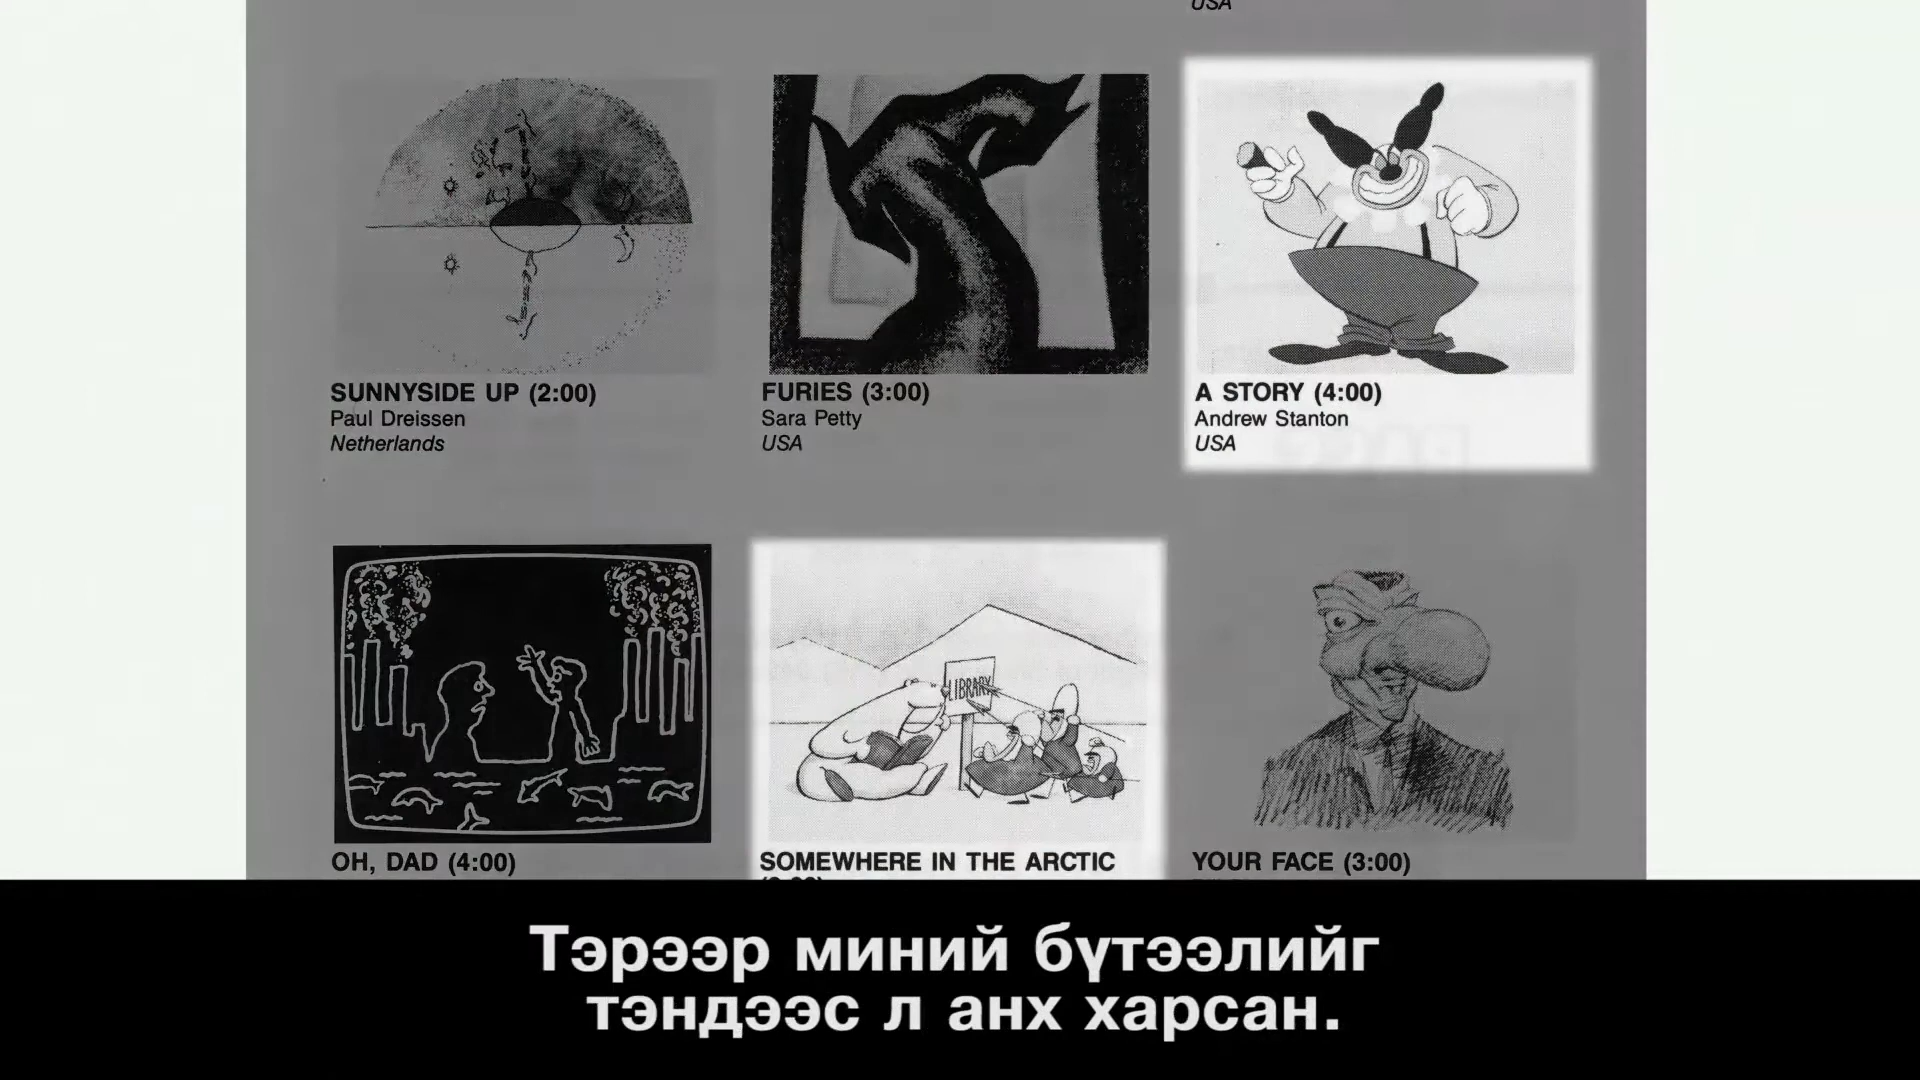 USA
SUNNYSIDE UP (2:00)
Paul Dreissen
Netherlands
FURIES (3:00)
Sara Petty
USA
A STORY (4:00)
Andrew Stanton
USA
LIBRARY
OH, DAD (4:00)
SOMEWHERE IN THE ARCTIC
YOUR FACE (3:00)
Тэрээр миний бүтээлийг
тэндээс л анх харсан.